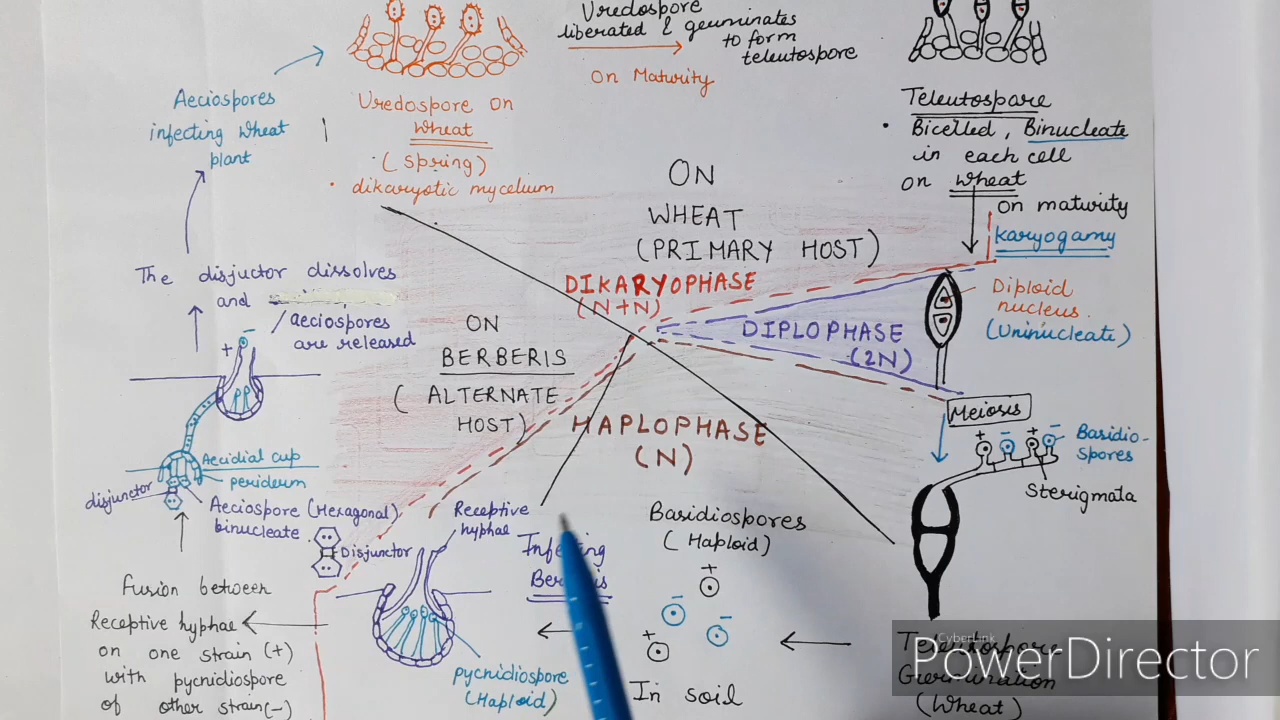 Uredospore
liberated & germinates
to form
teleutospore
On Maturity
Aeciospores
infecting wheat
plant
Uredospore on
wheat
(Spring)
• dikaryotic mycelium
Teleutospore
• Bicelled, Binucleate
in each cell
on wheat
on maturity
Karyogamy
ON
WHEAT
(PRIMARY HOST)
DIKARYOPHASE
(N+N)
The disjuctor dissolves
and
/aeciospores
are released
+ -
ON
BERBERIS
(ALTERNATE
HOST)
DIPLOPHASE
(2N)
Diploid
nucleus.
(Uninucleate)
Meiosis
HAPLOPHASE
(N)
+ - + -
Basidio-
spores
Sterigmata
Aecidial cup
periderm
disjunctor
Aeciospore (Hexagonal)
binucleate
Disjunctor
Receptive
hyphae
Basidiospores
(Haploid)
+
-
-
+
In soil
Fusion between
Receptive hyphae
on one strain (+)
with pycnidiospore
of other strain (-)
pycnidiospore
(Haploid)
(Wheat)
CyberLink
PowerDirector